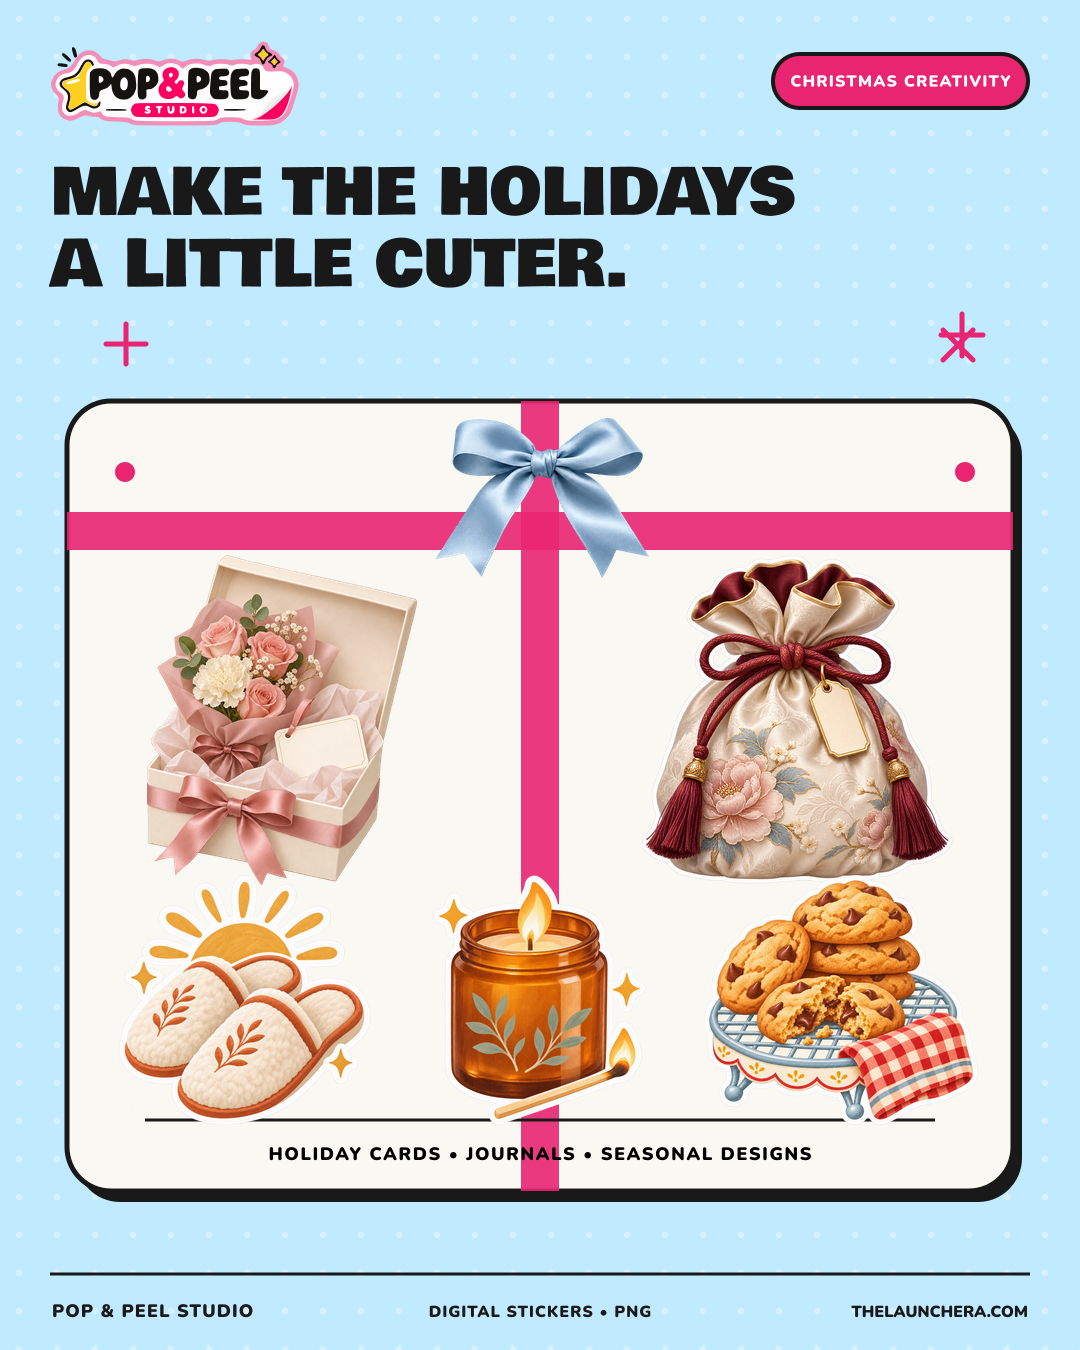 POP&PEEL
STUDIO
CHRISTMAS CREATIVITY
MAKE THE HOLIDAYS
A LITTLE CUTER.
HOLIDAY CARDS • JOURNALS • SEASONAL DESIGNS
POP & PEEL STUDIO
DIGITAL STICKERS • PNG
THELAUNCHERA.COM